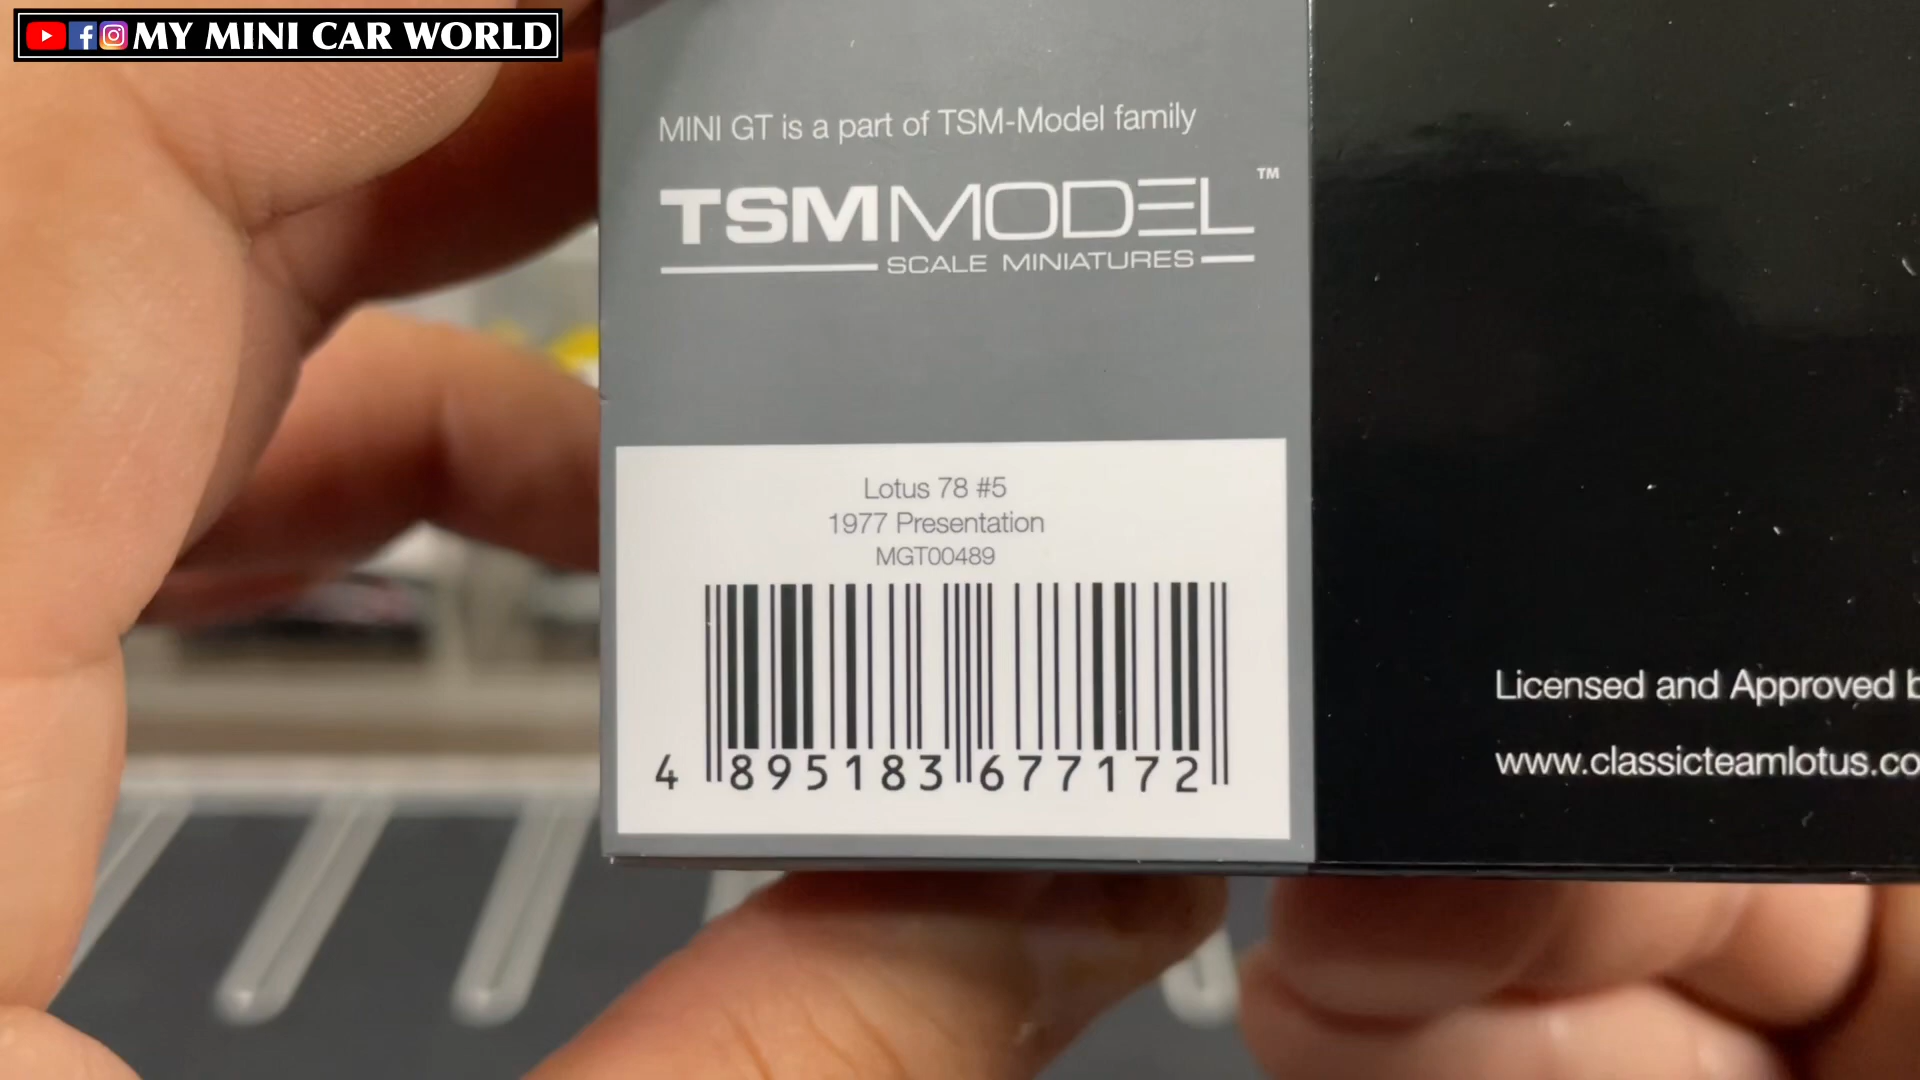 MY MINI CAR WORLD
MINI GT is a part of TSM-Model family
TSMMODEL™
SCALE MINIATURES
Lotus 78 #5
1977 Presentation
MGT00489
4 895183 677172
Licensed and Approved b
www.classicteamlotus.co